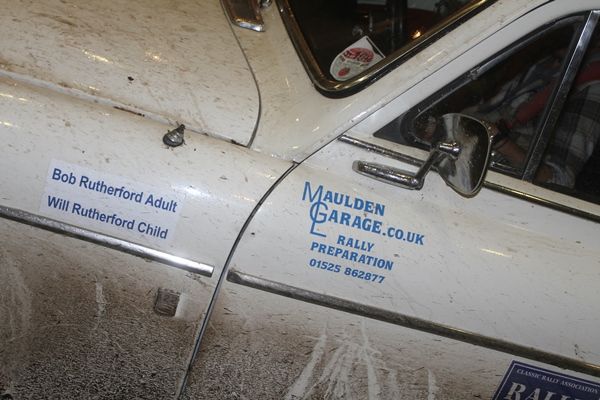 Bob Rutherford Adult
Will Rutherford Child
MAULDEN
GARAGE.CO.UK
L RALLY
PREPARATION
01525 862877
CLASSIC RALLY ASSOCIATION